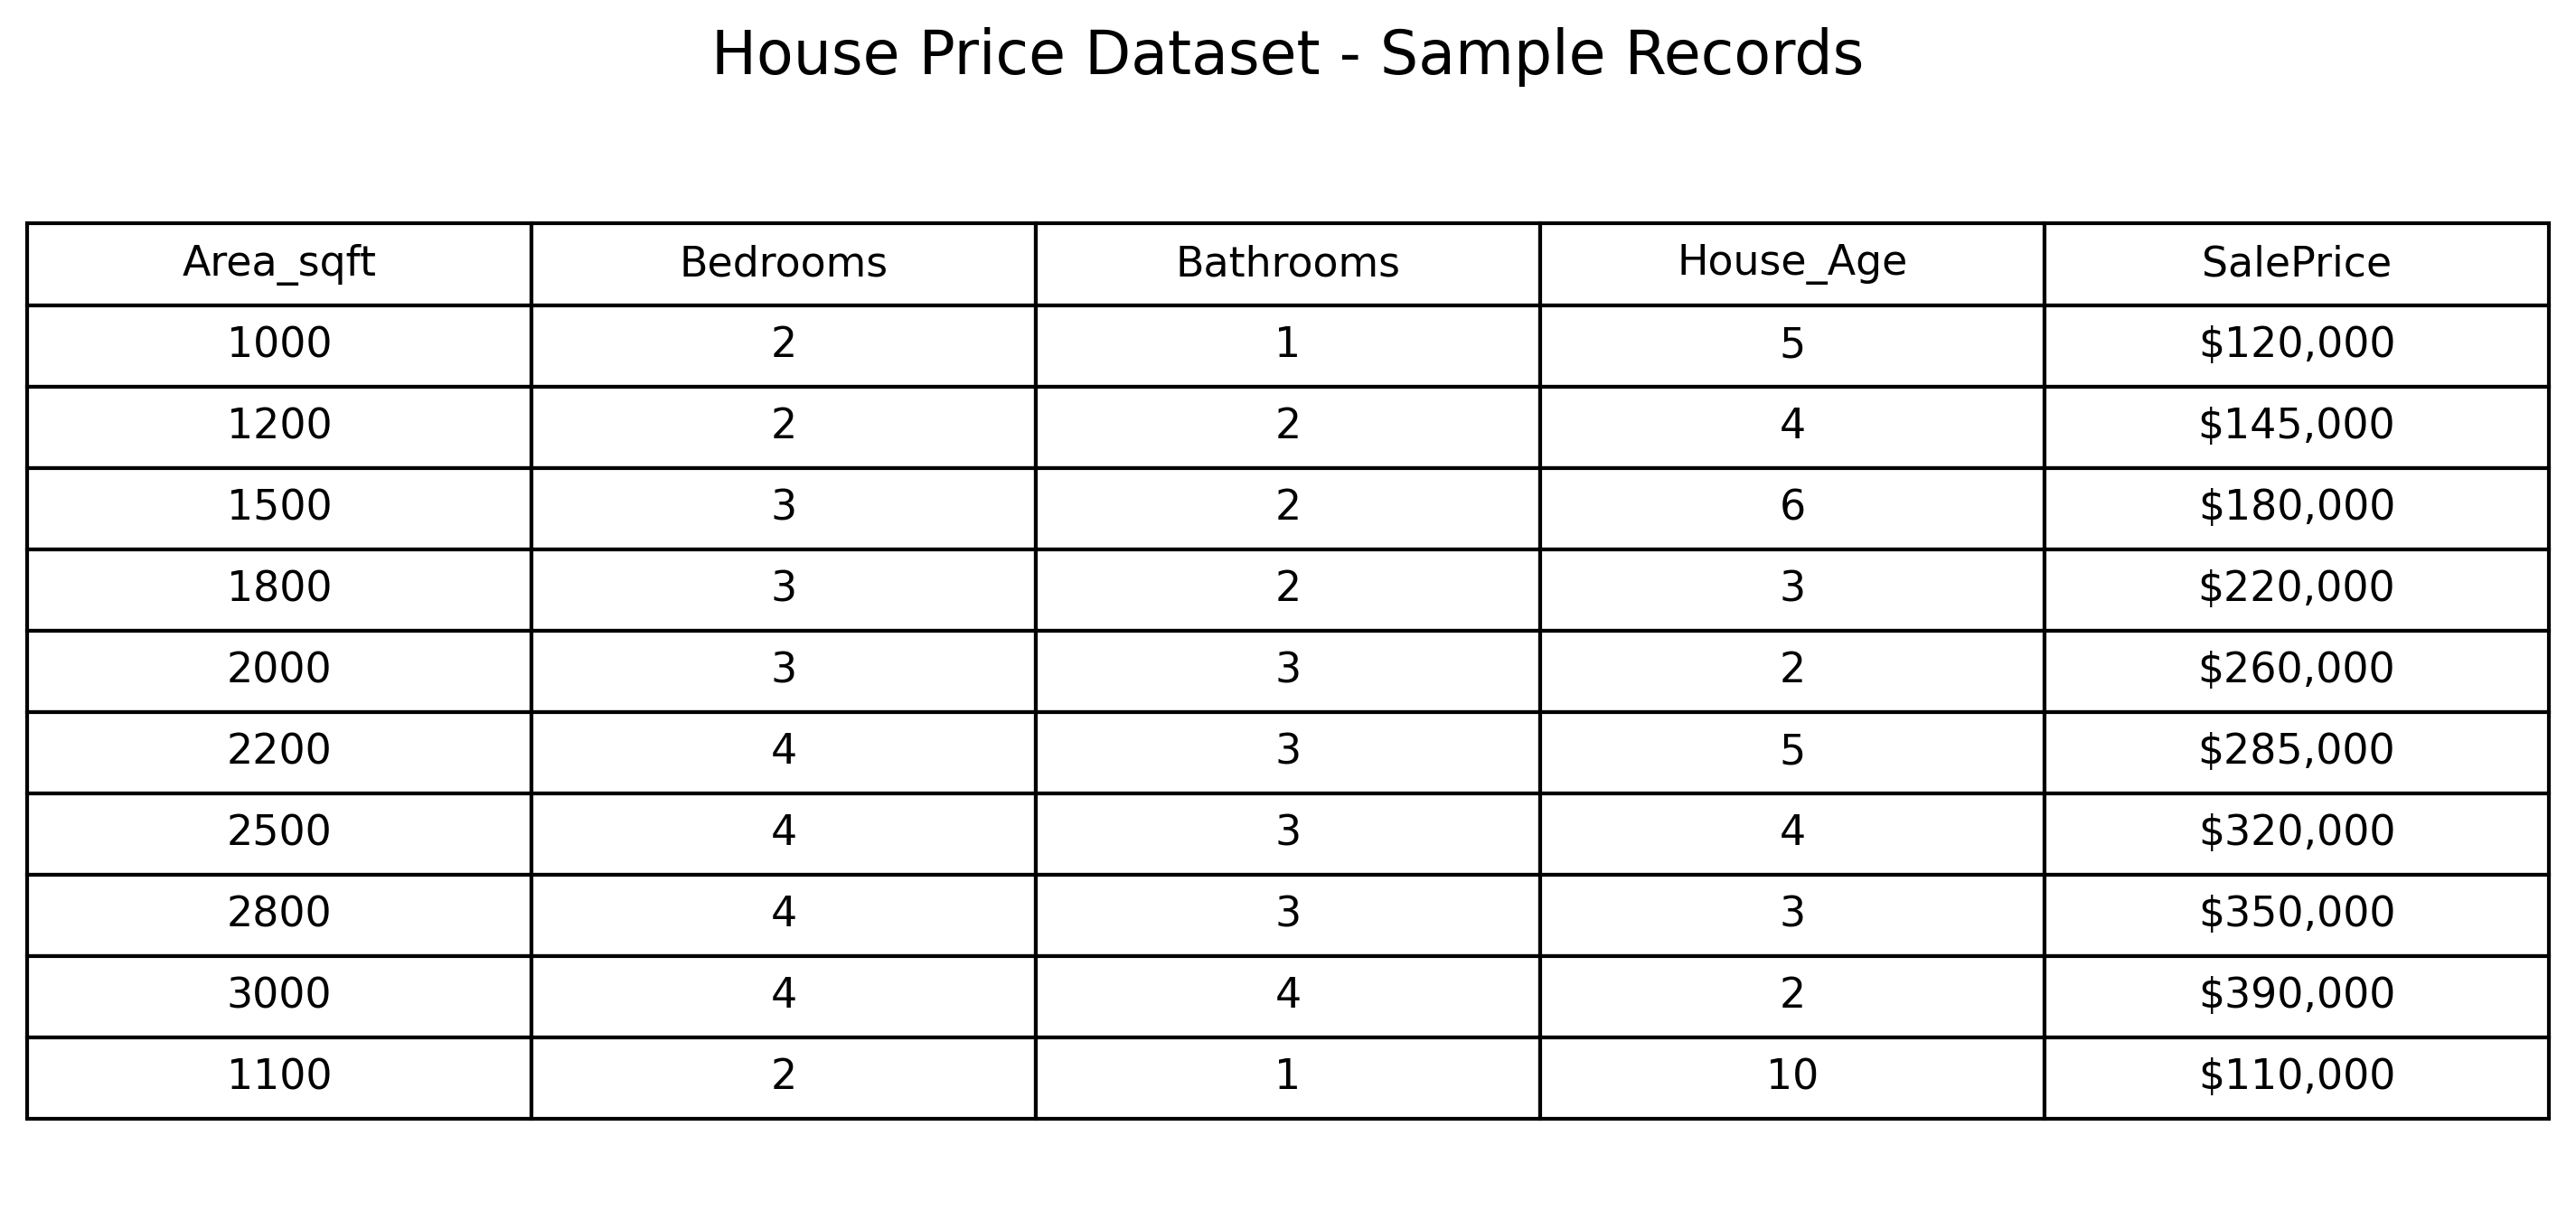 House Price Dataset - Sample Records
Area_sqft Bedrooms Bathrooms House_Age SalePrice
1000 2 1 5 $120,000
1200 2 2 4 $145,000
1500 3 2 6 $180,000
1800 3 2 3 $220,000
2000 3 3 2 $260,000
2200 4 3 5 $285,000
2500 4 3 4 $320,000
2800 4 3 3 $350,000
3000 4 4 2 $390,000
1100 2 1 10 $110,000